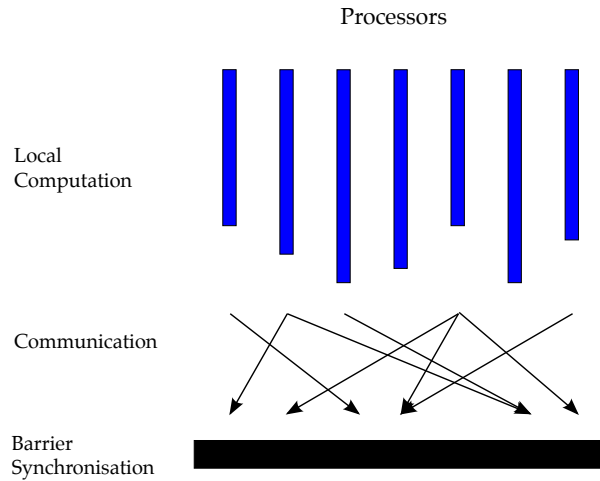 Processors
Local
Computation
Communication
Barrier
Synchronisation